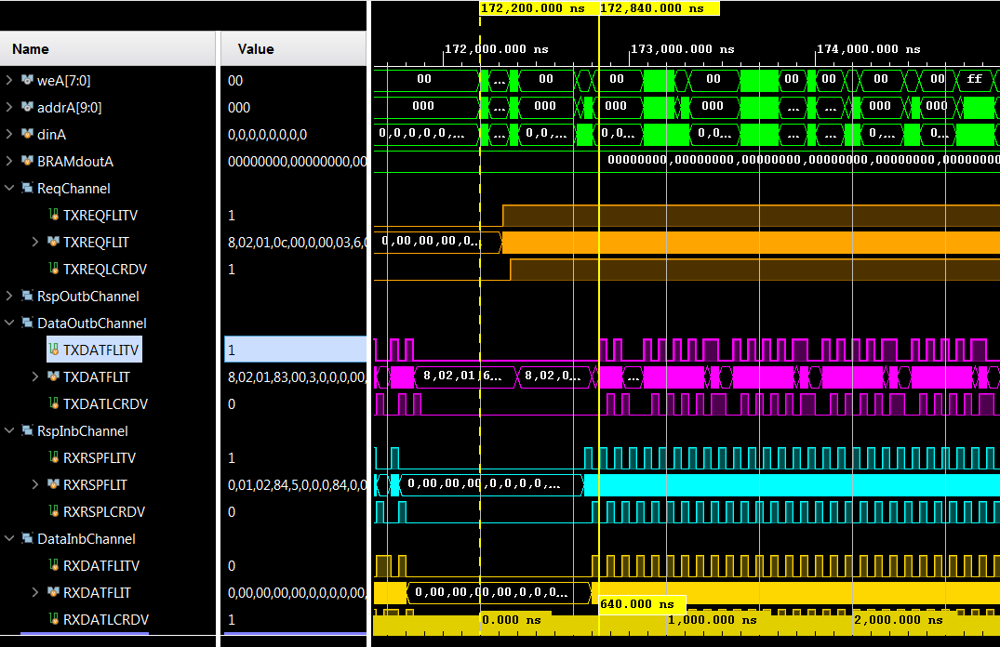 172,200.000 ns 172,840.000 ns
Name Value
172,000.000 ns 173,000.000 ns 174,000.000 ns
weA[7:0] 00 00 ... 00 00 00 00 00 00 00 ff
addrA[9:0] 000 000 ... 000 000 000 ... ... 000 000
dinA 0,0,0,0,0,0,0,0 0,0,0,0,0,... ... 0,0,... 0,0... 0,0... ... ... 0,... 0...
BRAMdoutA 00000000,00000000,00 00000000,00000000,00000000,00000000,00000000,00000000
ReqChannel
TXREQFLITV 1
TXREQFLIT 8,02,01,0c,00,0,00,03,6,0 0,00,00,00,0...
TXREQLCRDV 1
RspOutbChannel
DataOutbChannel
TXDATFLITV 1
TXDATFLIT 8,02,01,83,00,3,0,0,0,00, 8,02,01,6... 8,02,0... ...
TXDATLCRDV 0
RspInbChannel
RXRSPFLITV 1
RXRSPFLIT 0,01,02,84,5,0,0,0,84,0,0 0,00,00,00,0,0,0,0,...
RXRSPLCRDV 0
DataInbChannel
RXDATFLITV 0
RXDATFLIT 0,00,00,00,00,0,0,0,0,00, 0,00,00,00,00,0,0,0...
640.000 ns
RXDATLCRDV 1 0.000 ns 1,000.000 ns 2,000.000 ns